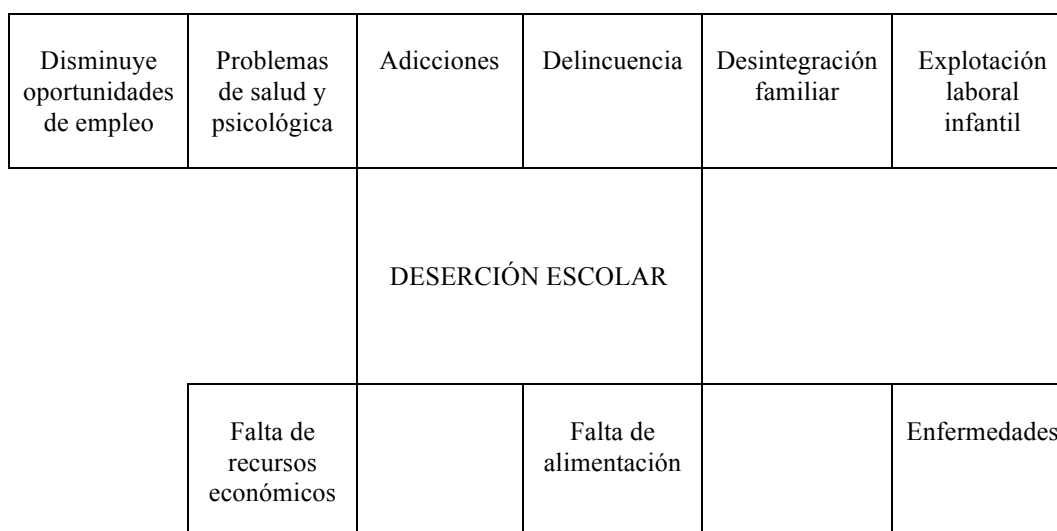 Disminuye
oportunidades
de empleo
Problemas
de salud y
psicológica
Adicciones
Delincuencia
Desintegración
familiar
Explotación
laboral
infantil
DESERCIÓN ESCOLAR
Falta de
recursos
económicos
Falta de
alimentación
Enfermedades